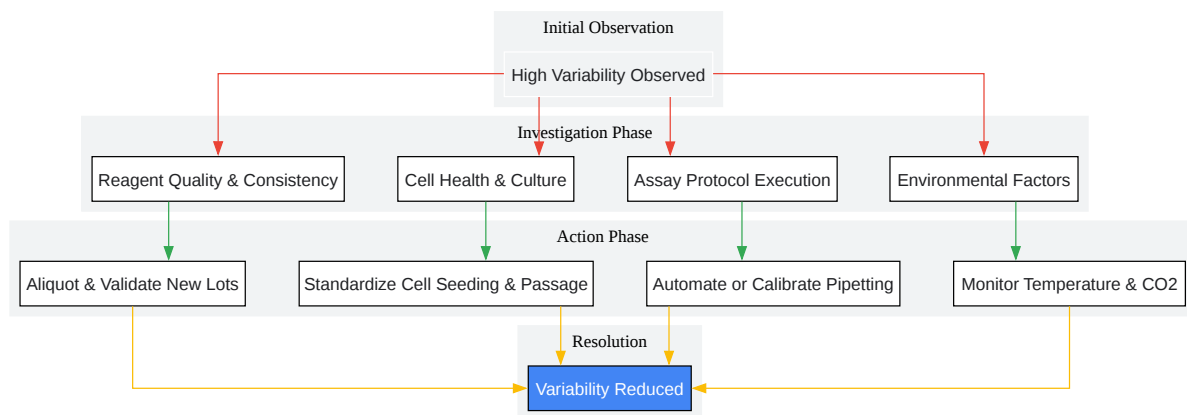 Initial Observation
High Variability Observed
Investigation Phase
Reagent Quality & Consistency
Cell Health & Culture
Assay Protocol Execution
Environmental Factors
Action Phase
Aliquot & Validate New Lots
Standardize Cell Seeding & Passage
Automate or Calibrate Pipetting
Monitor Temperature & CO2
Resolution
Variability Reduced